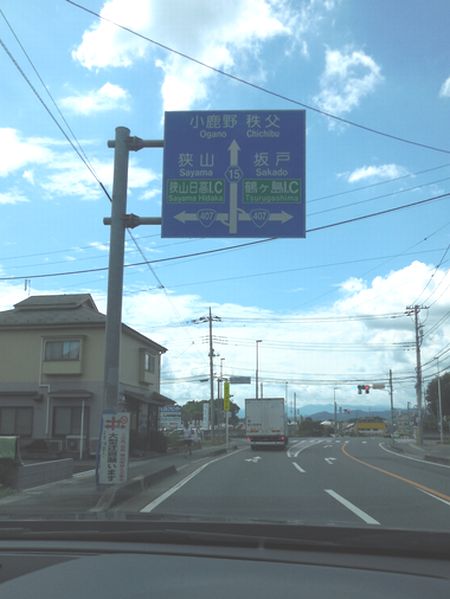 小鹿野 秩父
Ogano Chichibu
狭山 坂戸
Sayama Sakado
15
狭山日高I.C 鶴ヶ島I.C
Sayama Hidaka Tsurugashima
407 407